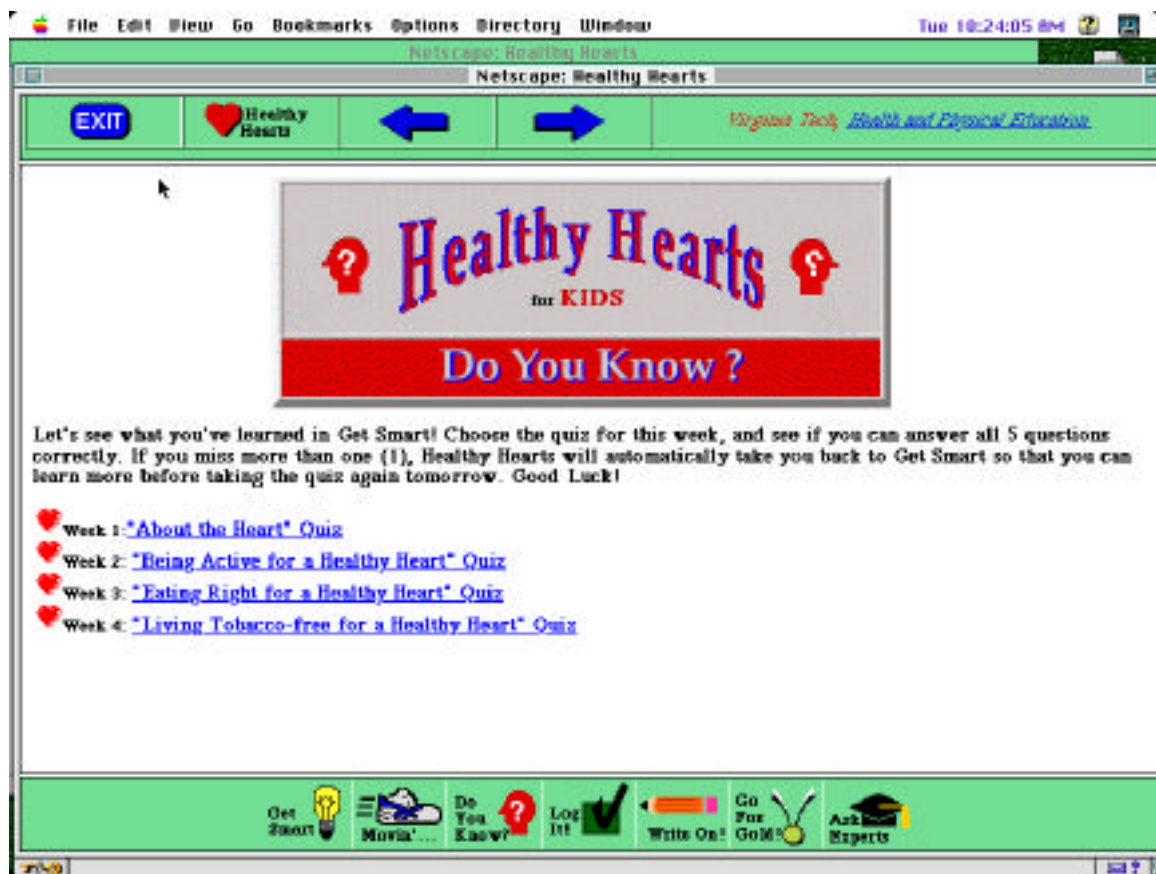 File Edit View Go Bookmarks Options Directory Window Tue 10:24:05 AM
Netscape: Healthy Hearts
Netscape: Healthy Hearts
EXIT Healthy Hearts Virginia Tech, Health and Physical Education
Healthy Hearts
for KIDS
Do You Know ?
Let's see what you've learned in Get Smart! Choose the quiz for this week, and see if you can answer all 5 questions
correctly. If you miss more than one (1), Healthy Hearts will automatically take you back to Get Smart so that you can
learn more before taking the quiz again tomorrow. Good Luck!
Week 1: "About the Heart" Quiz
Week 2: "Being Active for a Healthy Heart" Quiz
Week 3: "Eating Right for a Healthy Heart" Quiz
Week 4: "Living Tobacco-free for a Healthy Heart" Quiz
Get Smart
Movin'....
Do You Know?
Log It!
Write On!
Go For Gold!
Ask Experts